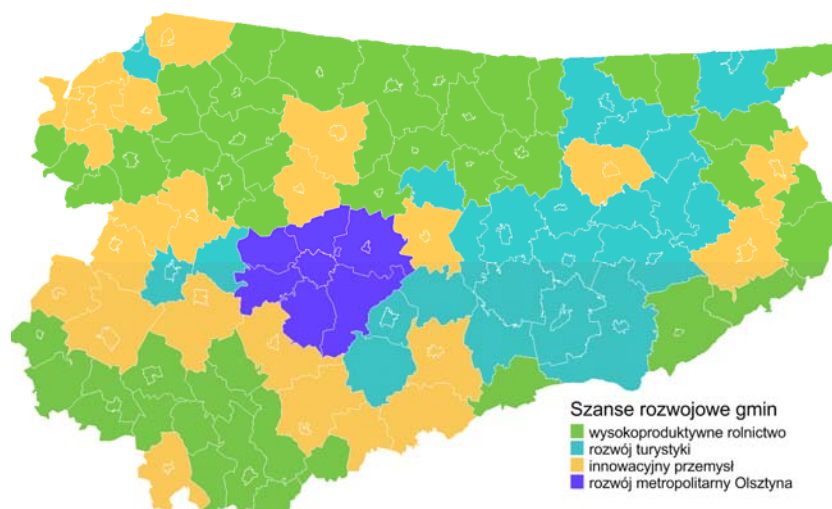 Szanse rozwojowe gmin
wysokoproduktywne rolnictwo
rozwój turystyki
innowacyjny przemysł
rozwój metropolitarny Olsztyna